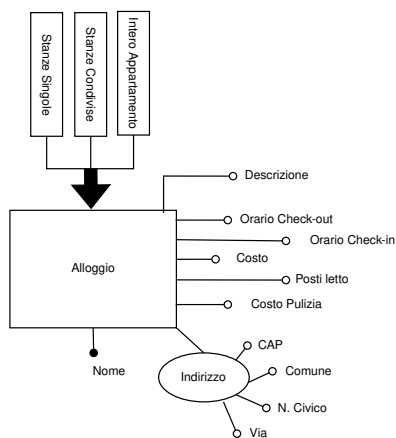 Stanze Singole
Stanze Condivise
Intero Appartamento
Descrizione
Orario Check-out
Orario Check-in
Alloggio
Costo
Posti letto
Costo Pulizia
Nome
CAP
Comune
Indirizzo
N. Civico
Via